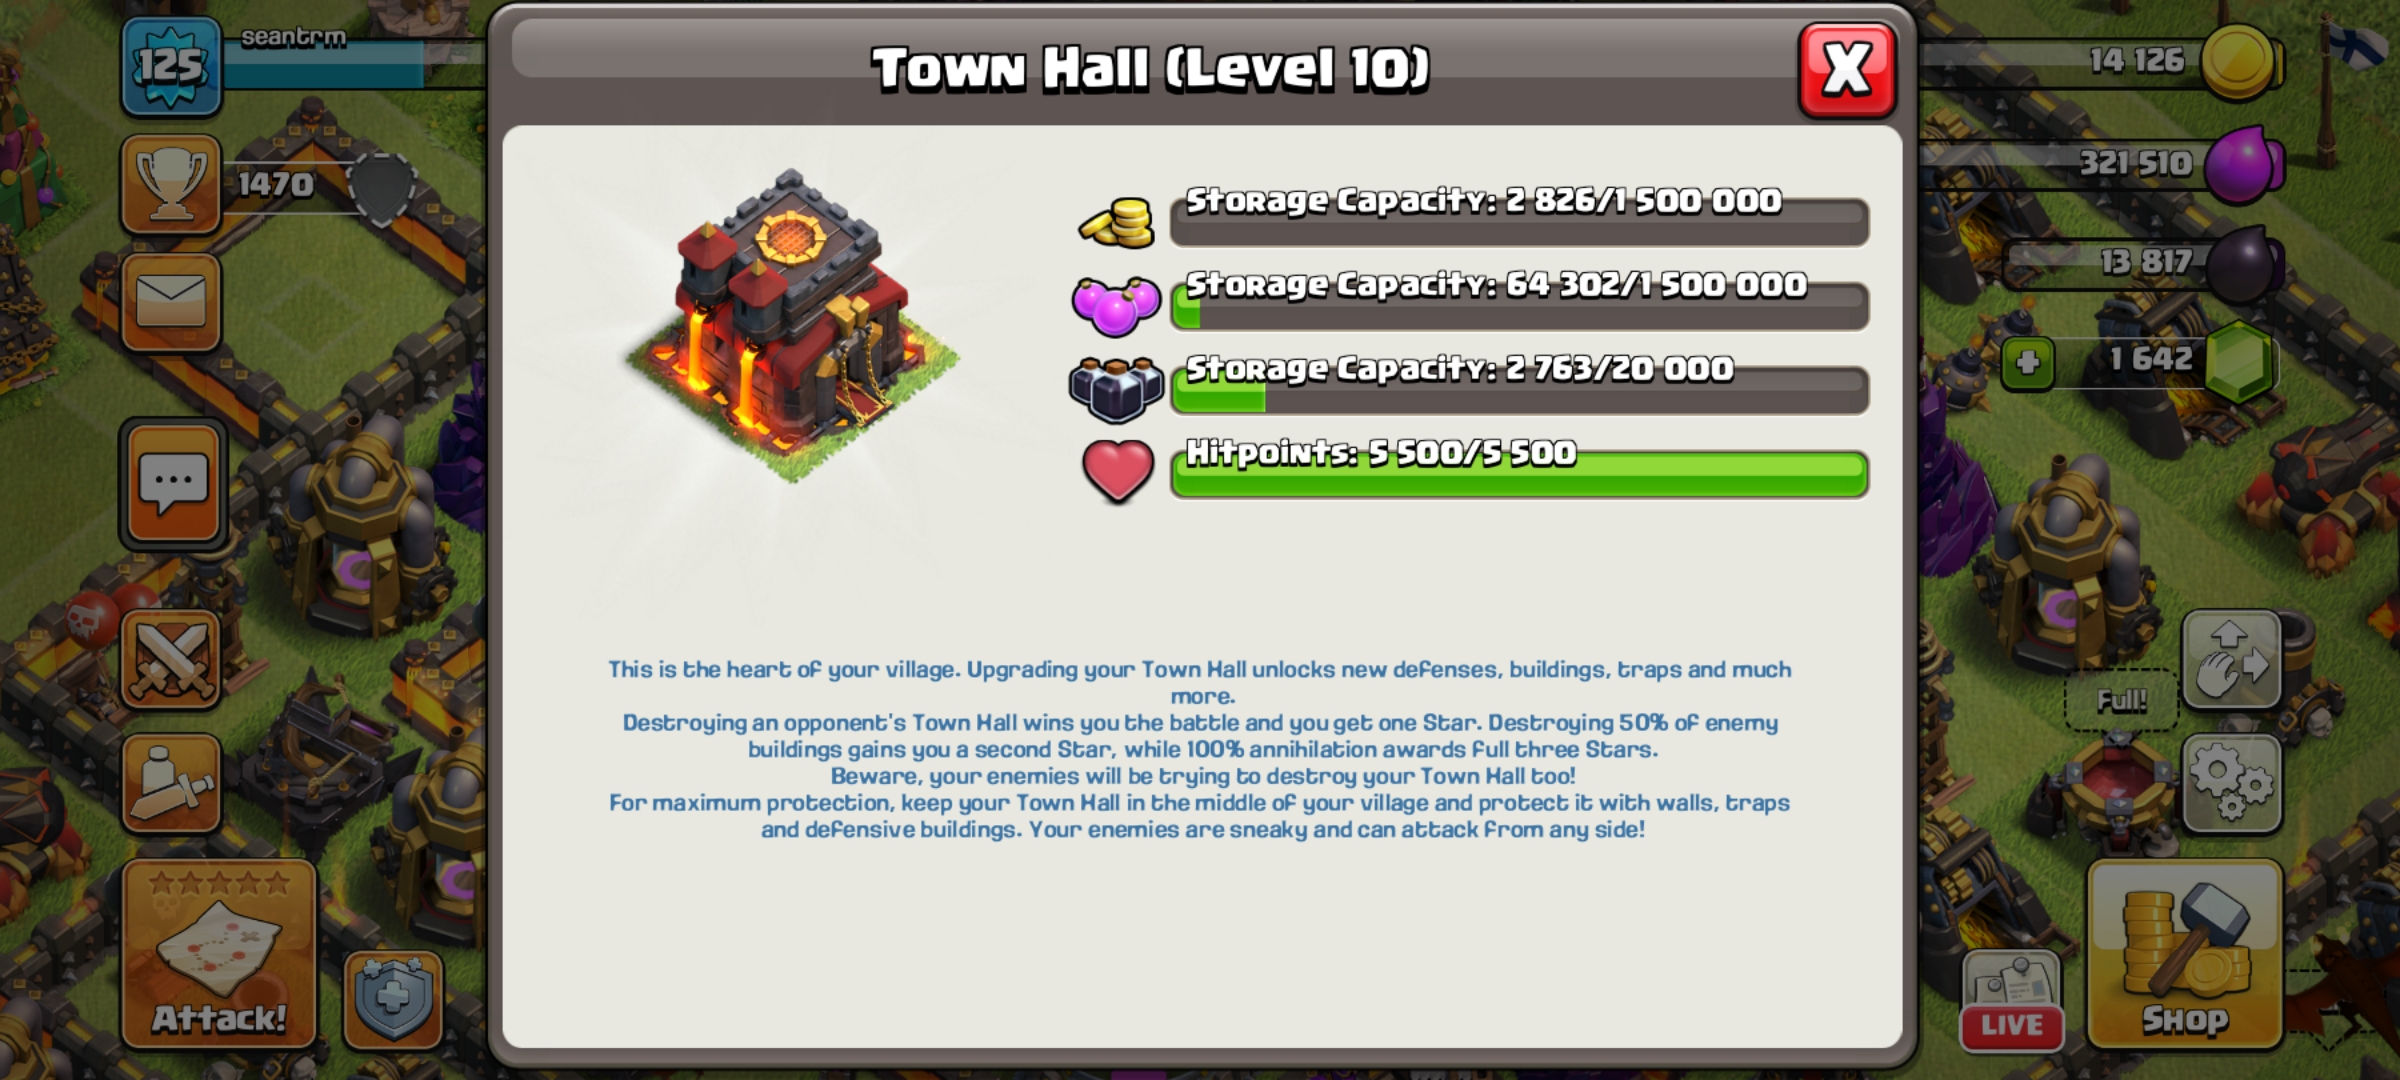 125
seantrm
1470
Town Hall (Level 10)
X
14 126
321 510
13 817
1 642
Storage Capacity: 2 826/1 500 000
Storage Capacity: 64 302/1 500 000
Storage Capacity: 2 763/20 000
Hitpoints: 5 500/5 500
This is the heart of your village. Upgrading your Town Hall unlocks new defenses, buildings, traps and much
more.
Destroying an opponent's Town Hall wins you the battle and you get one Star. Destroying 50% of enemy
buildings gains you a second Star, while 100% annihilation awards full three Stars.
Beware, your enemies will be trying to destroy your Town Hall too!
For maximum protection, keep your Town Hall in the middle of your village and protect it with walls, traps
and defensive buildings. Your enemies are sneaky and can attack from any side!
Full!
Attack!
LIVE
Shop